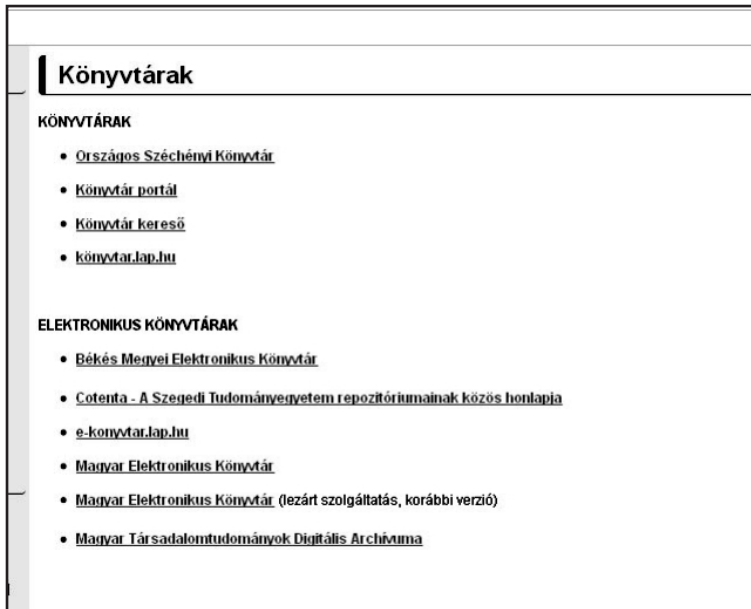 Könyvtárak
KÖNYVTÁRAK
Országos Széchényi Könyvtár
Könyvtár portál
Könyvtár kereső
könyvtar.lap.hu
ELEKTRONIKUS KÖNYVTÁRAK
Békés Megyei Elektronikus Könyvtár
Cotenta - A Szegedi Tudományegyetem repozitóriumainak közös honlapja
e-konyvtar.lap.hu
Magyar Elektronikus Könyvtár
Magyar Elektronikus Könyvtár (lezárt szolgáltatás, korábbi verzió)
Magyar Társadalomtudományok Digitális Archívuma